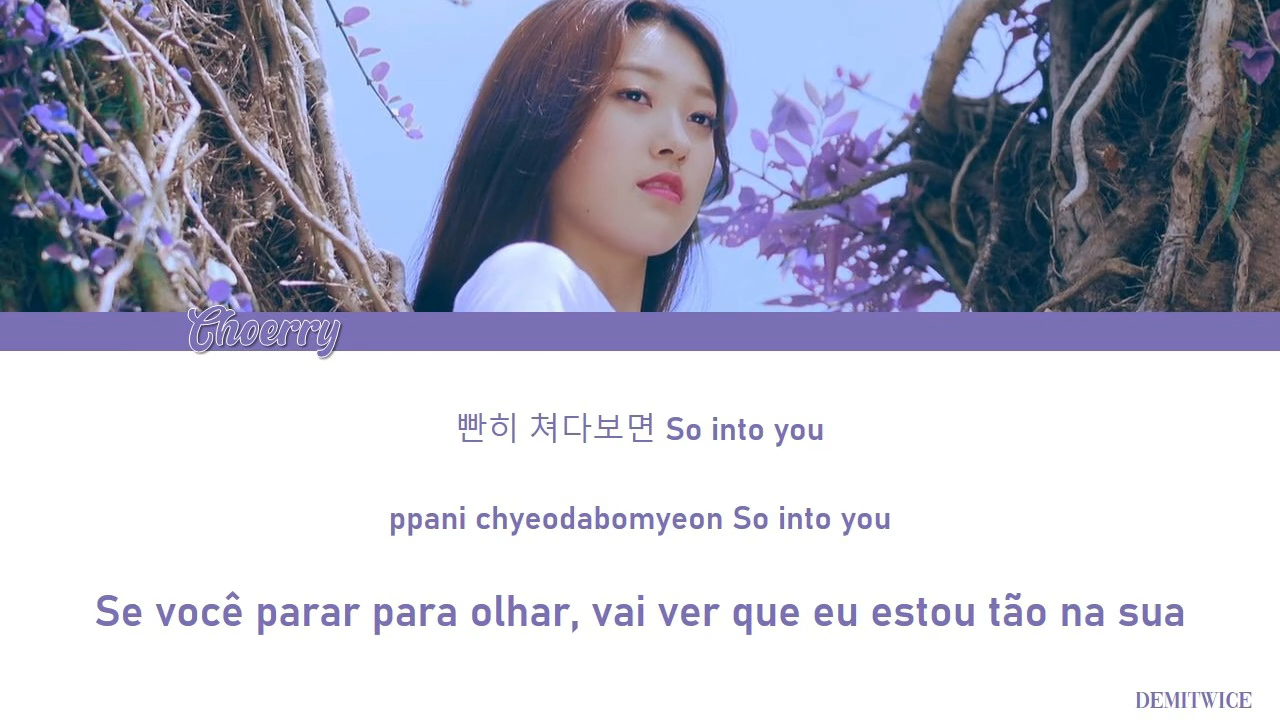 Choerry
빤히 쳐다보면 So into you
ppani chyeodabomyeon So into you
Se você parar para olhar, vai ver que eu estou tão na sua
DEMITWICE